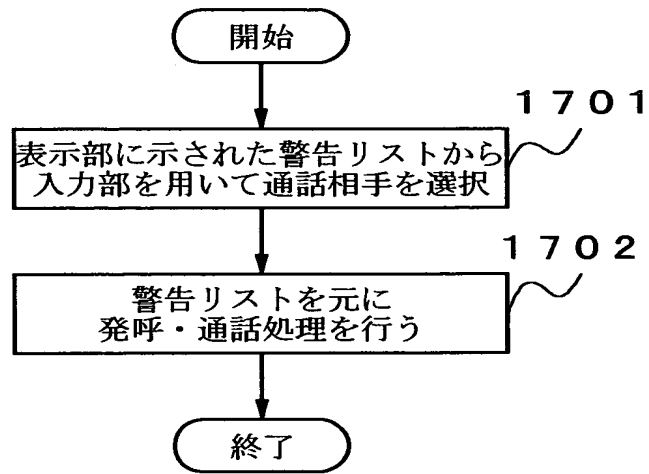 開始
1701
表示部に示された警告リストから
入力部を用いて通話相手を選択
1702
警告リストを元に
発呼・通話処理を行う
終了